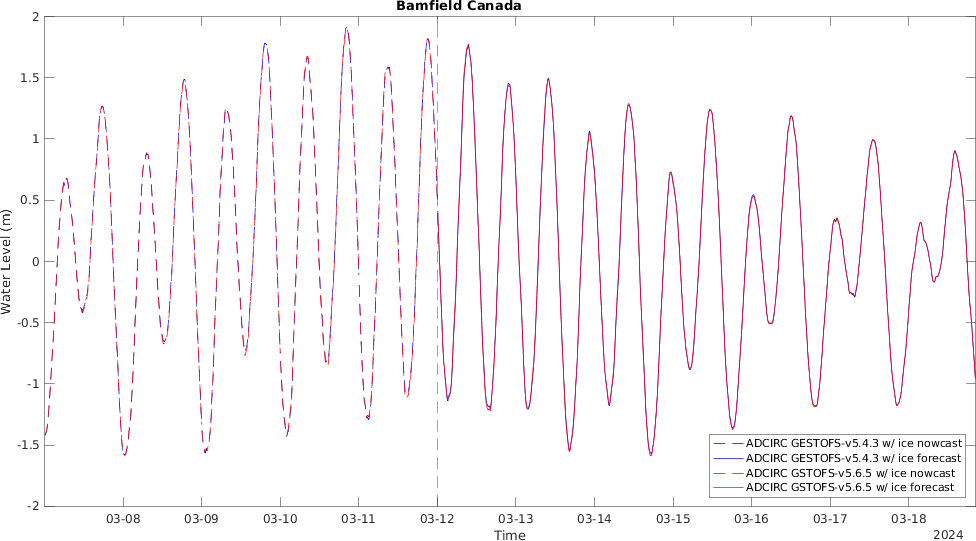 Bamfield Canada
2
1.5
1
0.5
0
-0.5
-1
-1.5
-2
Water Level (m)
03-08 03-09 03-10 03-11 03-12 03-13 03-14 03-15 03-16 03-17 03-18
Time
2024
ADCIRC GESTOFS-v5.4.3 w/ ice nowcast
ADCIRC GESTOFS-v5.4.3 w/ ice forecast
ADCIRC GSTOFS-v5.6.5 w/ ice nowcast
ADCIRC GSTOFS-v5.6.5 w/ ice forecast